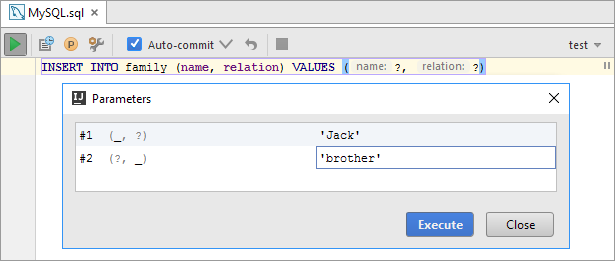 MySQL.sql ×
P Auto-commit test
INSERT INTO family (name, relation) VALUES ( name: ?, relation: ?)
IJ Parameters
#1 (_, ?) 'Jack'
#2 (?, _) 'brother'
Execute Close